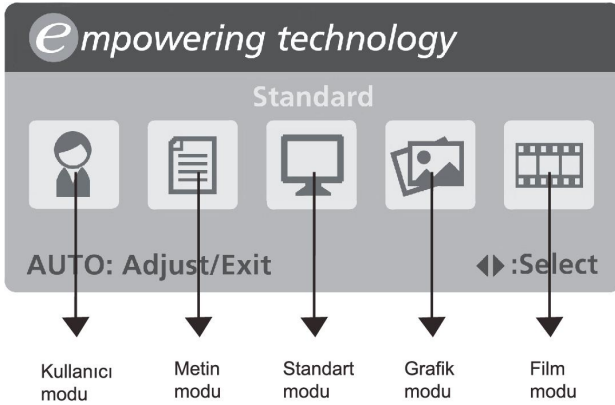 empowering technology
Standard
AUTO: Adjust/Exit
:Select
Kullanıcı modu
Metin modu
Standart modu
Grafik modu
Film modu